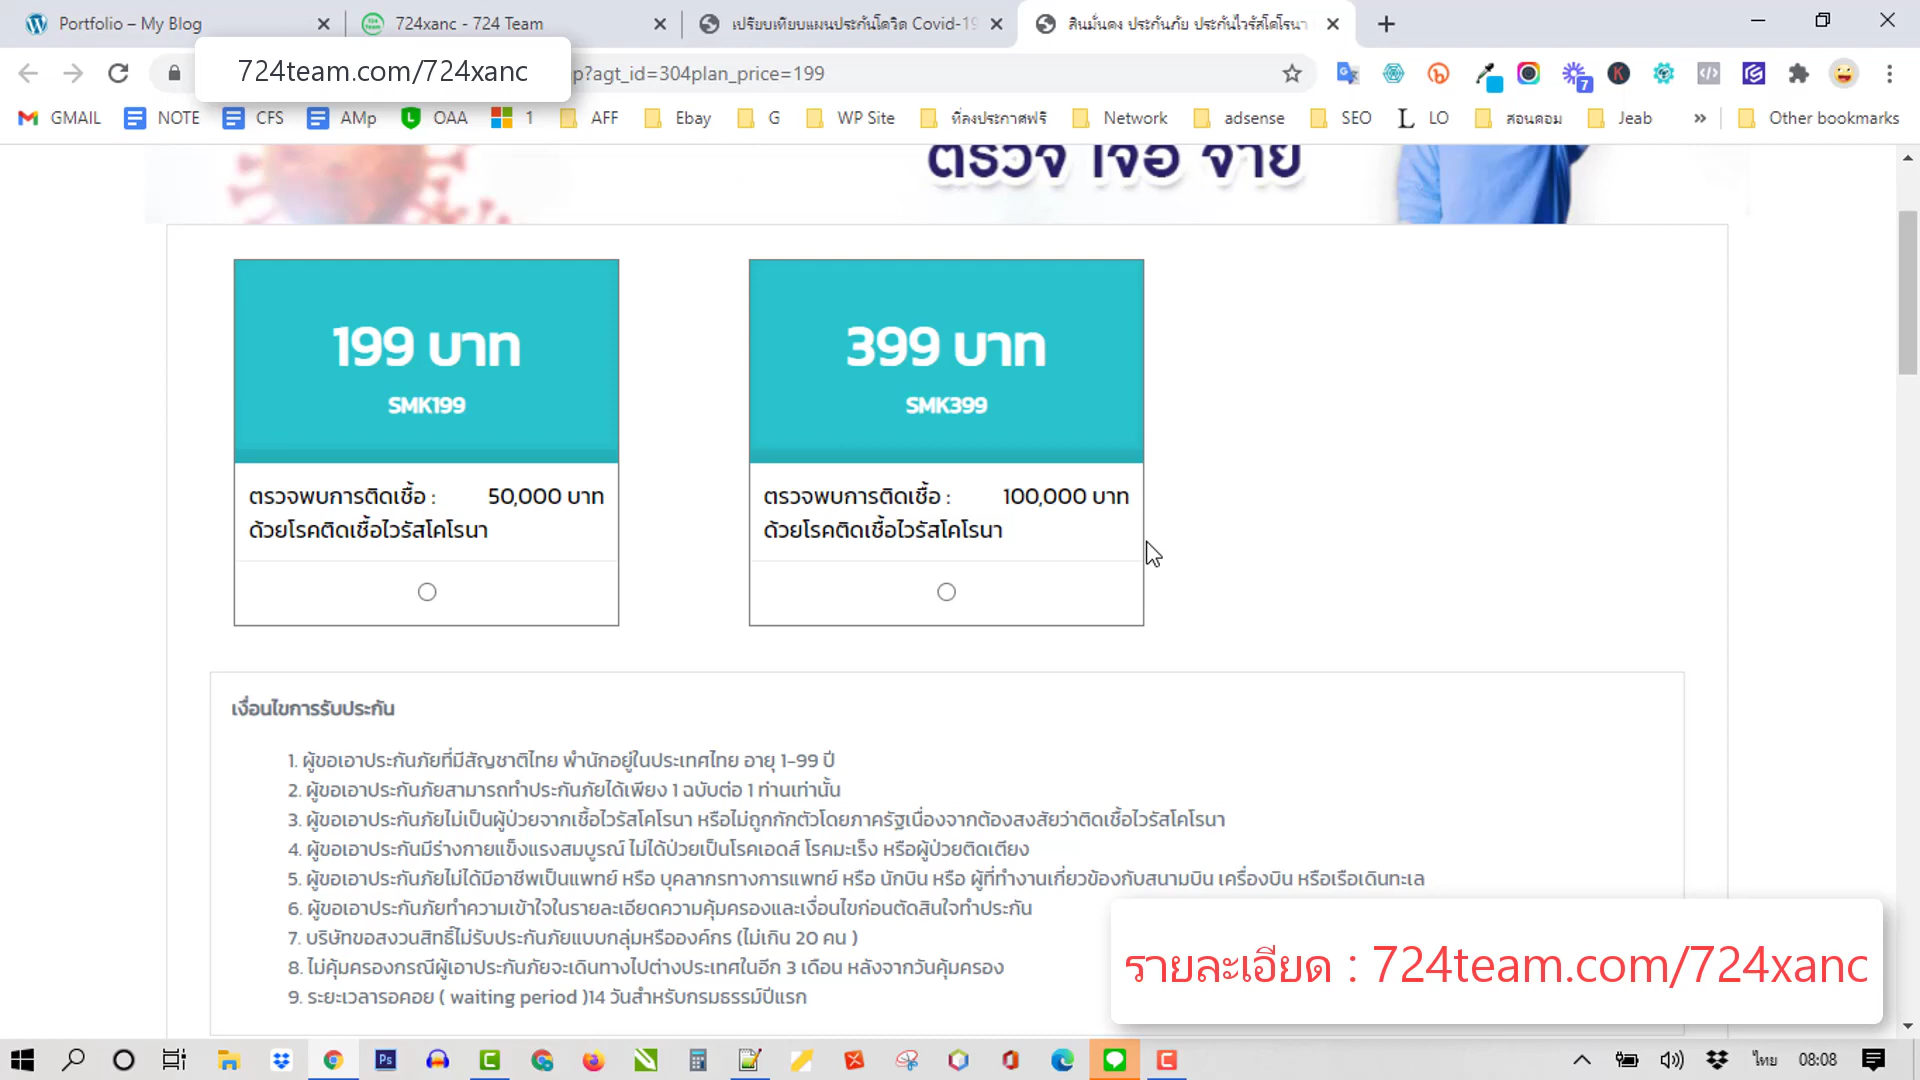 Portfolio – My Blog
724xanc - 724 Team
เปรียบเทียบแผนประกันโควิด Covid-19
สินมั่นคง ประกันภัย ประกันไวรัสโคโรนา
724team.com/724xanc
p?agt_id=304plan_price=199
7
GMAIL
NOTE
CFS
AMp
OAA
1
AFF
Ebay
G
WP Site
ที่ลงประกาศฟรี
Network
adsense
SEO
LO
สอนคอม
Jeab
Other bookmarks
ตรวจ เจอ จ่าย
199 บาท
SMK199
399 บาท
SMK399
ตรวจพบการติดเชื้อ : 50,000 บาท
ด้วยโรคติดเชื้อไวรัสโคโรนา
ตรวจพบการติดเชื้อ : 100,000 บาท
ด้วยโรคติดเชื้อไวรัสโคโรนา
เงื่อนไขการรับประกัน
1. ผู้ขอเอาประกันภัยที่มีสัญชาติไทย พำนักอยู่ในประเทศไทย อายุ 1-99 ปี
2. ผู้ขอเอาประกันภัยสามารถทำประกันภัยได้เพียง 1 ฉบับต่อ 1 ท่านเท่านั้น
3. ผู้ขอเอาประกันภัยไม่เป็นผู้ป่วยจากเชื้อไวรัสโคโรนา หรือไม่ถูกกักตัวโดยภาครัฐเนื่องจากต้องสงสัยว่าติดเชื้อไวรัสโคโรนา
4. ผู้ขอเอาประกันมีร่างกายแข็งแรงสมบูรณ์ ไม่ได้ป่วยเป็นโรคเอดส์ โรคมะเร็ง หรือผู้ป่วยติดเตียง
5. ผู้ขอเอาประกันภัยไม่ได้มีอาชีพเป็นแพทย์ หรือ บุคลากรทางการแพทย์ หรือ นักบิน หรือ ผู้ที่ทำงานเกี่ยวข้องกับสนามบิน เครื่องบิน หรือเรือเดินทะเล
6. ผู้ขอเอาประกันภัยทำความเข้าใจในรายละเอียดความคุ้มครองและเงื่อนไขก่อนตัดสินใจทำประกัน
7. บริษัทขอสงวนสิทธิ์ไม่รับประกันภัยแบบกลุ่มหรือองค์กร (ไม่เกิน 20 คน )
8. ไม่คุ้มครองกรณีผู้เอาประกันภัยจะเดินทางไปต่างประเทศในอีก 3 เดือน หลังจากวันคุ้มครอง
9. ระยะเวลารอคอย ( waiting period )14 วันสำหรับกรมธรรม์ปีแรก
รายละเอียด : 724team.com/724xanc
ไทย
08:08